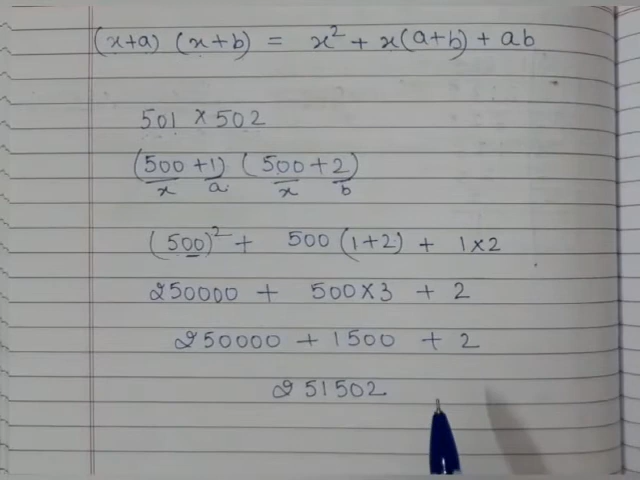 (x+a) (x+b) = x² + x(a+b) + ab
501 × 502
(500 + 1) (500 + 2)
x a x b
(500)² + 500 (1+2) + 1×2
250000 + 500×3 + 2
250000 + 1500 + 2
251502